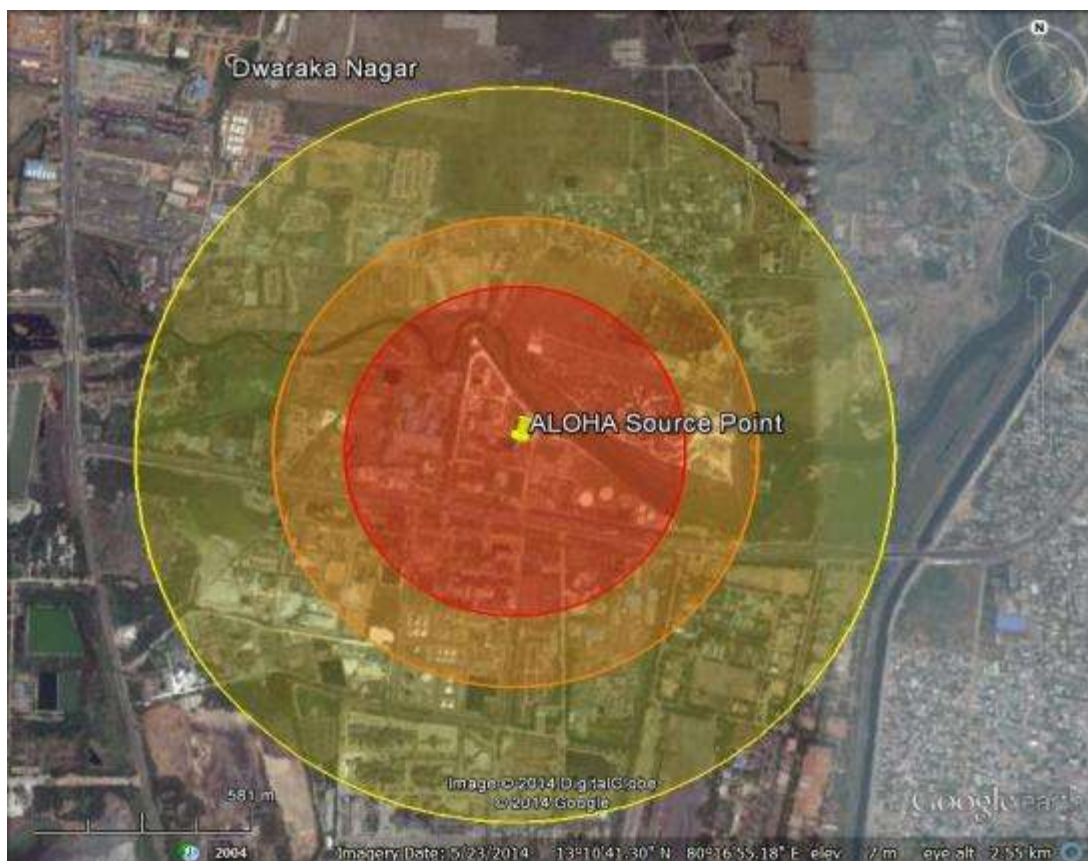 N
Dwaraka Nagar
ALOHA Source Point
Image © 2014 DigitalGlobe
© 2014 Google
581 m
Google earth
2004
Imagery Date: 5/23/2014 13°10'41.30" N 80°16'55.18" E elev 7 m eye alt 2.55 km